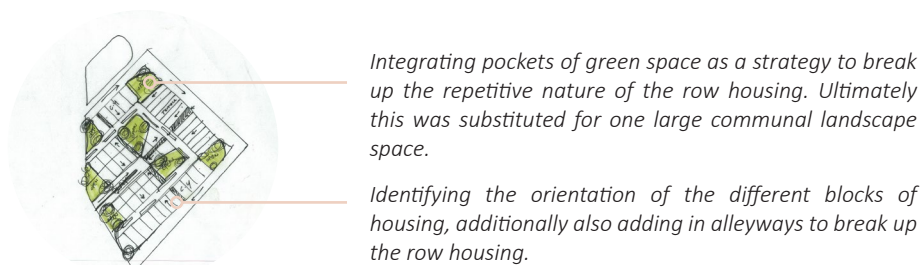 Integrating pockets of green space as a strategy to break
up the repetitive nature of the row housing. Ultimately
this was substituted for one large communal landscape
space.
Identifying the orientation of the different blocks of
housing, additionally also adding in alleyways to break up
the row housing.